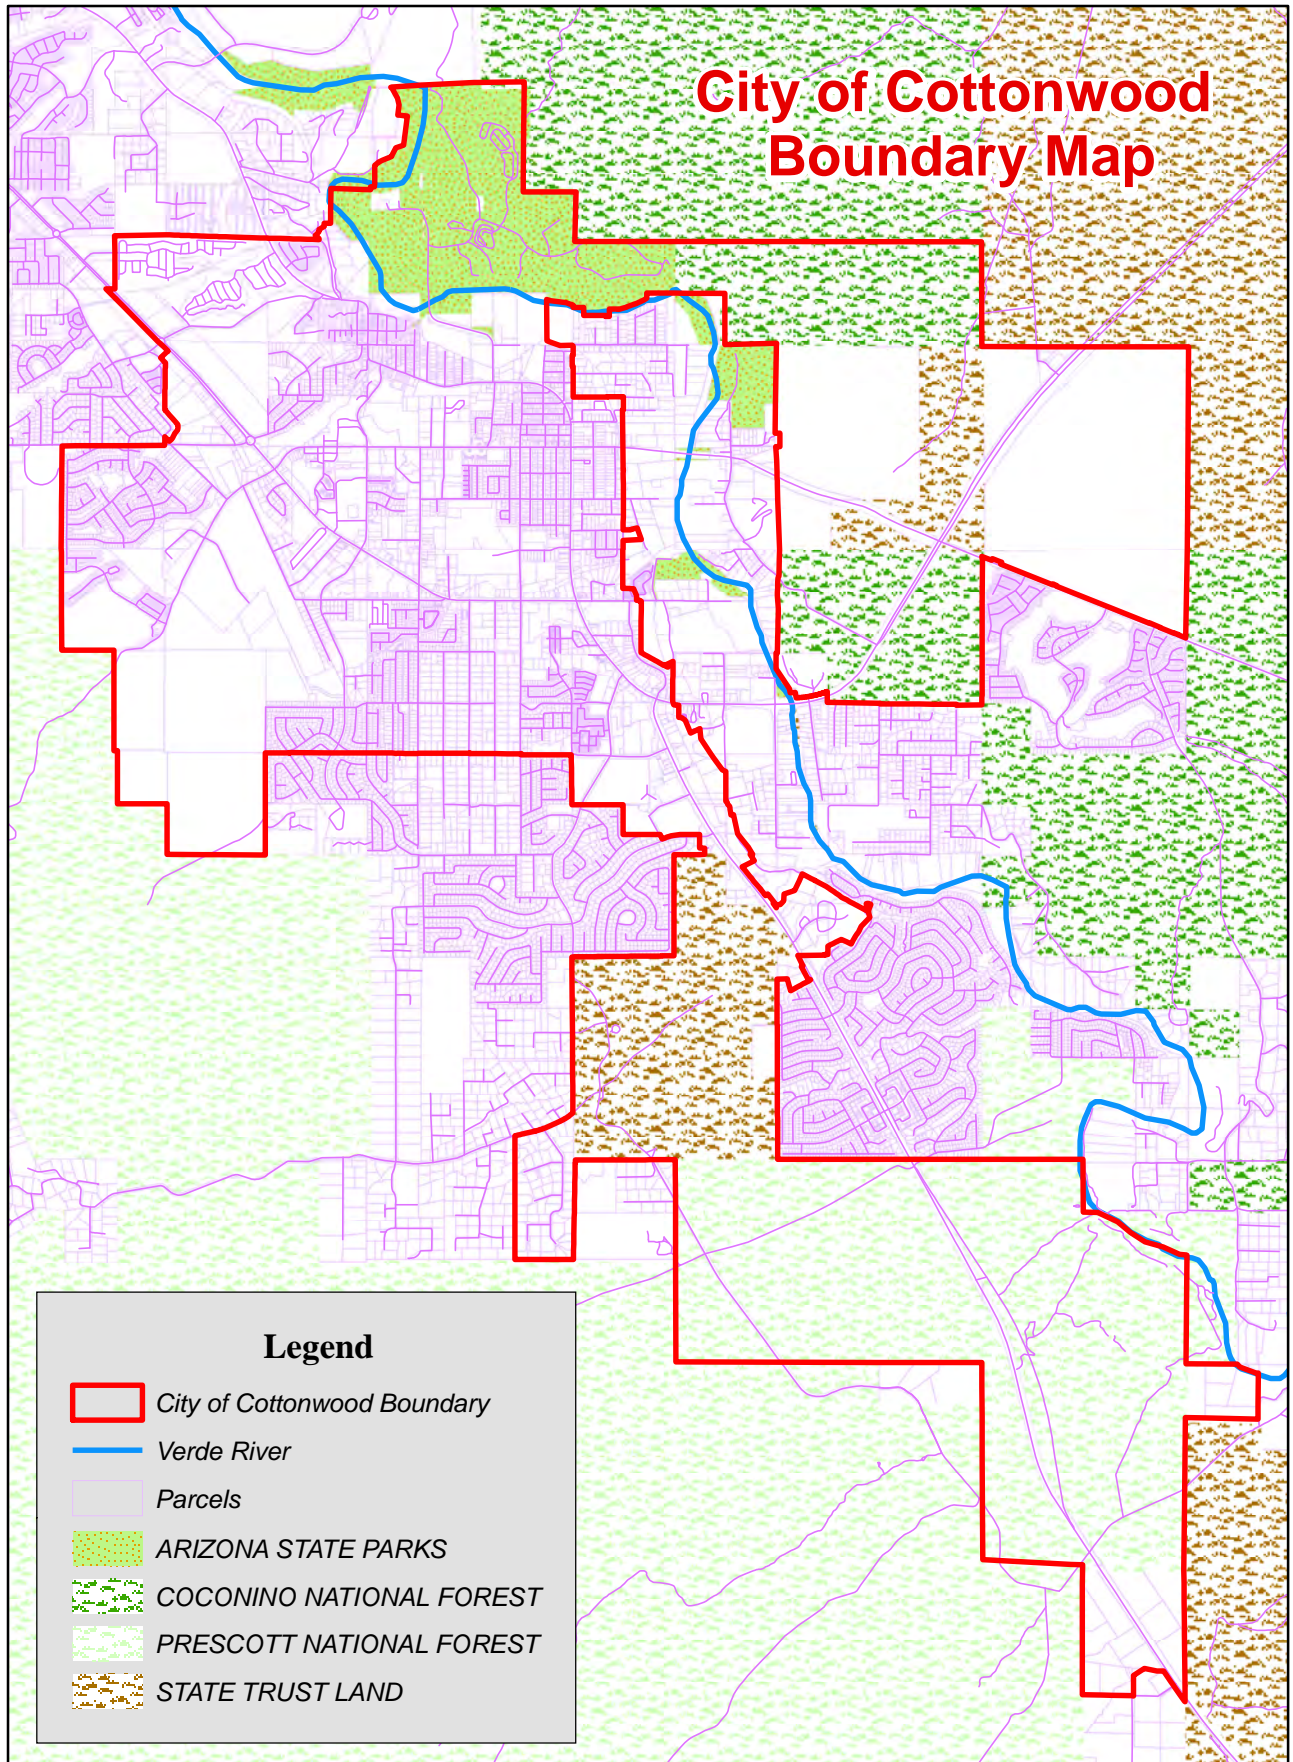 City of Cottonwood
Boundary Map
Legend
City of Cottonwood Boundary
Verde River
Parcels
ARIZONA STATE PARKS
COCONINO NATIONAL FOREST
PRESCOTT NATIONAL FOREST
STATE TRUST LAND